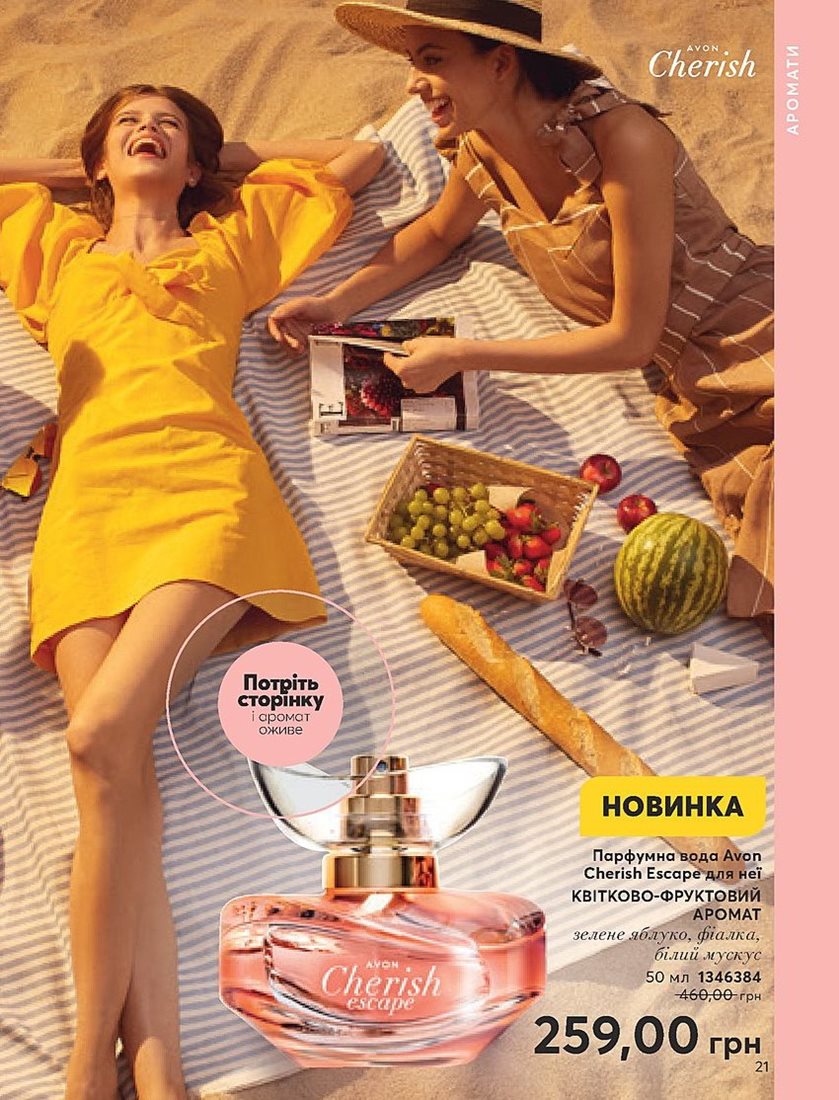 AVON
Cherish
АРОМАТИ
Потріть
сторінку
і аромат
оживе
AVON
Cherish
escape
НОВИНКА
Парфумна вода Avon
Cherish Escape для неї
КВІТКОВО-ФРУКТОВИЙ
АРОМАТ
зелене яблуко, фіалка,
білий мускус
50 мл 1346384
460,00 грн
259,00 грн
21